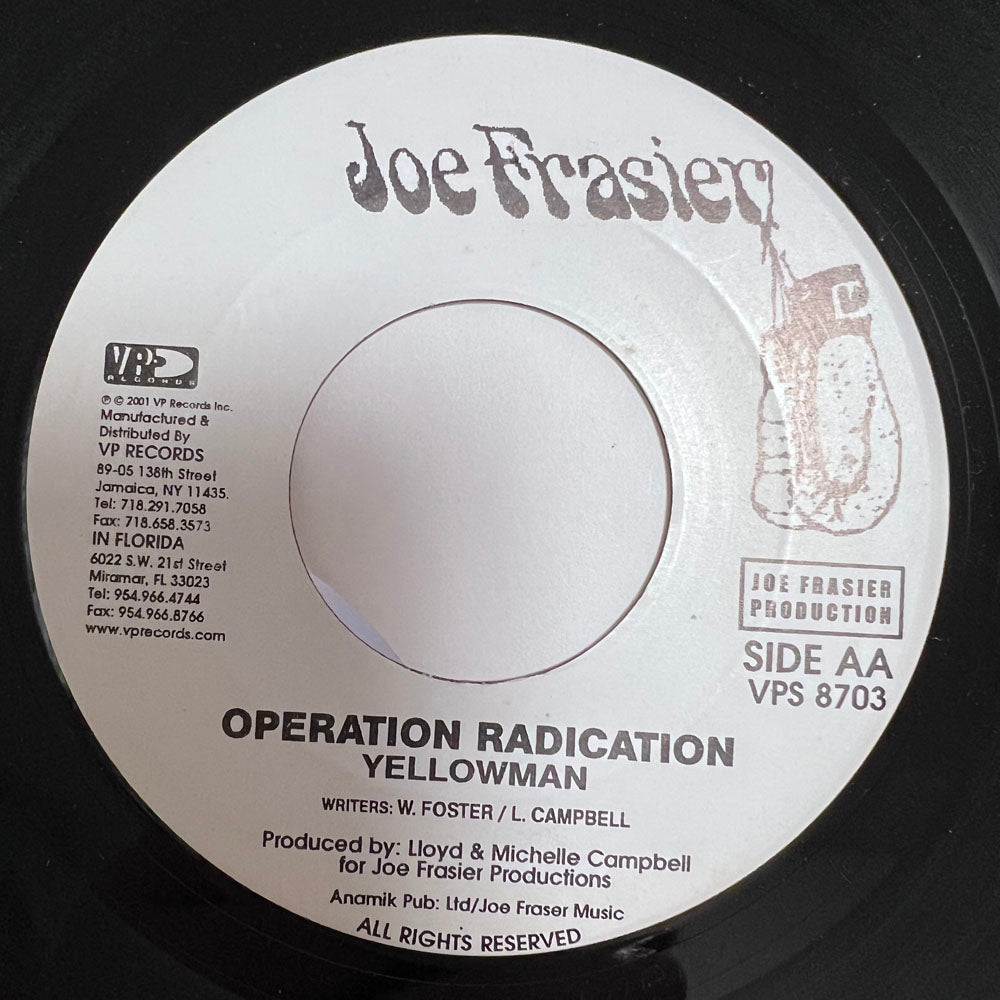 Joe Frasier
VP
RECORDS
℗ © 2001 VP Records Inc.
Manufactured &
Distributed By
VP RECORDS
89-05 138th Street
Jamaica, NY 11435.
Tel: 718.291.7058
Fax: 718.658.3573
IN FLORIDA
6022 S.W. 21st Street
Miramar, FL 33023
Tel: 954.966.4744
Fax: 954.966.8766
www.vprecords.com
JOE FRASIER
PRODUCTION
SIDE AA
VPS 8703
OPERATION RADICATION
YELLOWMAN
WRITERS: W. FOSTER / L. CAMPBELL
Produced by: Lloyd & Michelle Campbell
for Joe Frasier Productions
Anamik Pub: Ltd/Joe Fraser Music
ALL RIGHTS RESERVED